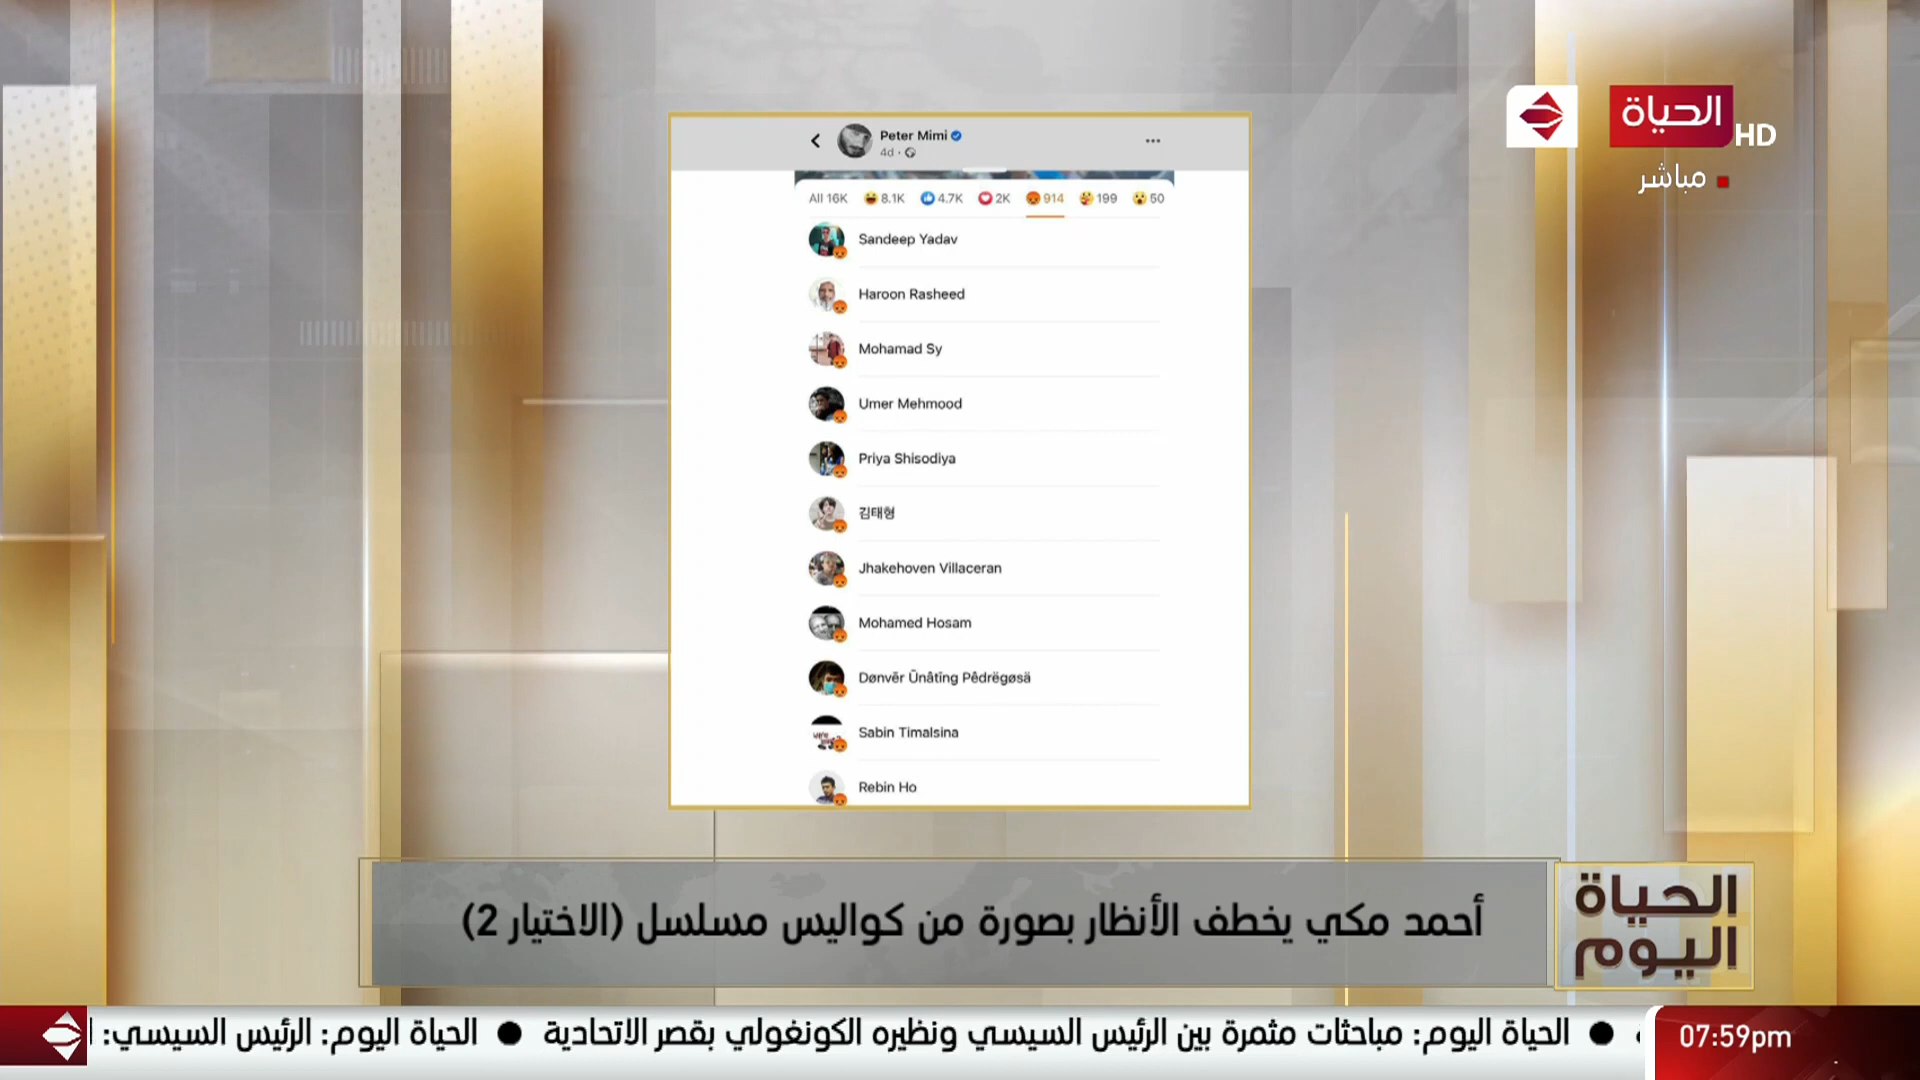 الحياة
HD
مباشر
Peter Mimi
4d
All 16K 8.1K 4.7K 2K 914 199 50
Sandeep Yadav
Haroon Rasheed
Mohamad Sy
Umer Mehmood
Priya Shisodiya
김태형
Jhakehoven Villaceran
Mohamed Hosam
Dønvêr Ūnâtïng Pêdrëgøsä
Sabin Timalsina
Rebin Ho
أحمد مكي يخطف الأنظار بصورة من كواليس مسلسل (الاختيار 2)
الحياة
اليوم
الحياة اليوم: مباحثات مثمرة بين الرئيس السيسي ونظيره الكونغولي بقصر الاتحادية ● الحياة اليوم: الرئيس السيسي:
07:59pm